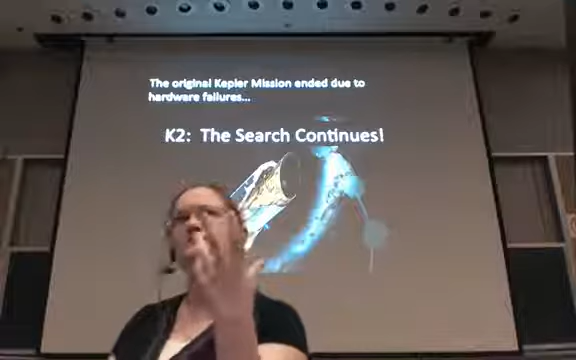 The original Kepler Mission ended due to
hardware failures...
K2: The Search Continues!